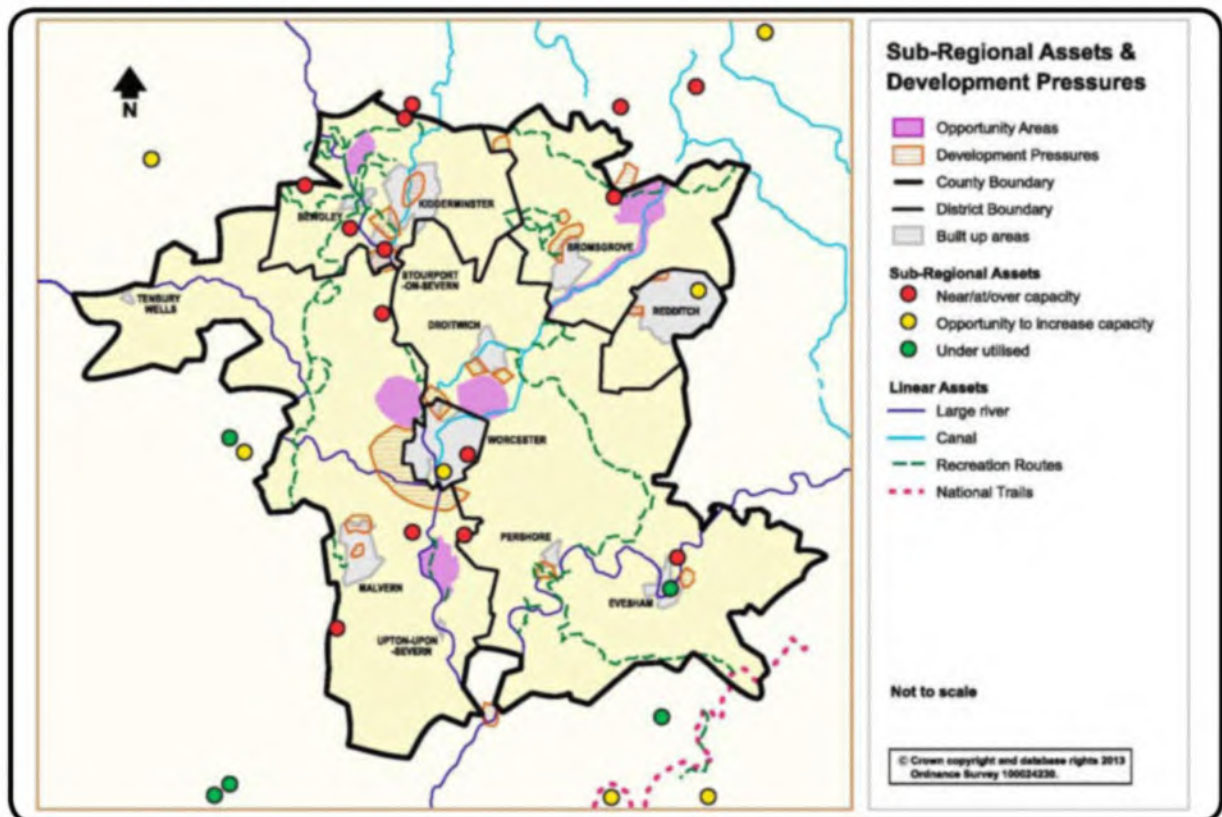 N
BEWDLEY
KIDDERMINSTER
STOURPORT
-ON-SEVERN
BROMSGROVE
TENBURY
WELLS
DROITWICH
REDDITCH
WORCESTER
PERSHORE
MALVERN
EVESHAM
UPTON-UPON
-SEVERN
Sub-Regional Assets &
Development Pressures
Opportunity Areas
Development Pressures
County Boundary
District Boundary
Built up areas
Sub-Regional Assets
Near/at/over capacity
Opportunity to increase capacity
Under utilised
Linear Assets
Large river
Canal
Recreation Routes
National Trails
Not to scale
© Crown copyright and database rights 2013
Ordnance Survey 100024230.